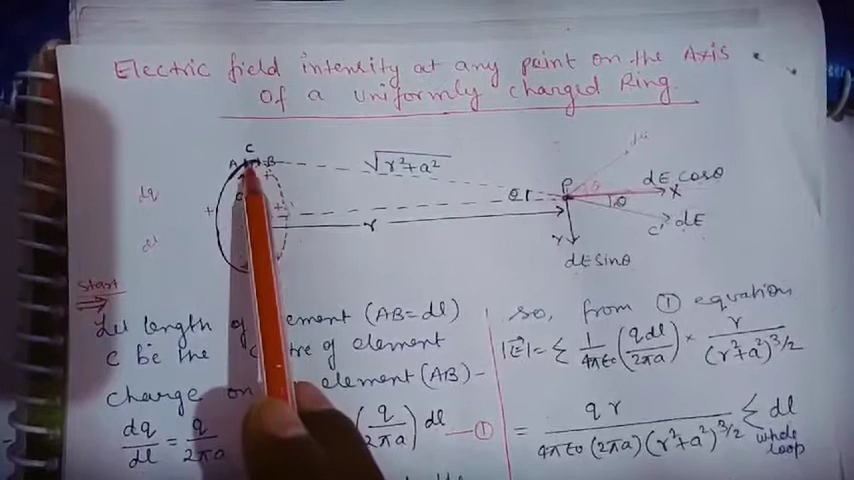 Electric field intensity at any point on the Axis
of a uniformly charged Ring.
C
A B
√r²+a²
dq
dl
+
+
+
r
θ
P
θ
dE cosθ
X
θ
C' dE
Y
dE sinθ
Start
Let length of element (AB=dl)
C be the centre of element
charge on element (AB) -
dq/dl = q/2πa (q/2πa) dl —①
so, from ① equation
|E⃗| = Σ 1/4πε0 (qdl/2πa) × r/(r²+a²)^3/2
= qr/4πε0 (2πa)(r²+a²)^3/2 Σ dl
whole
loop